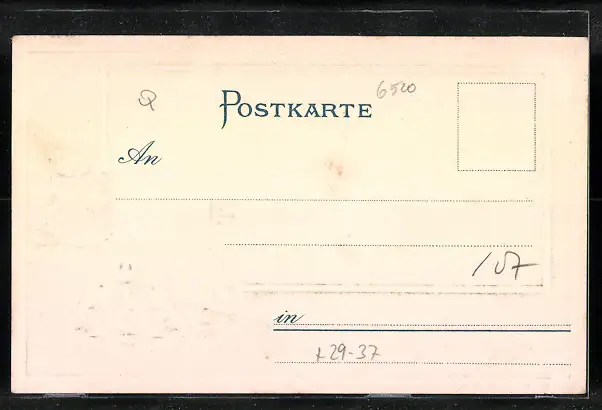 6520
POSTKARTE
An
107
in
+29-37